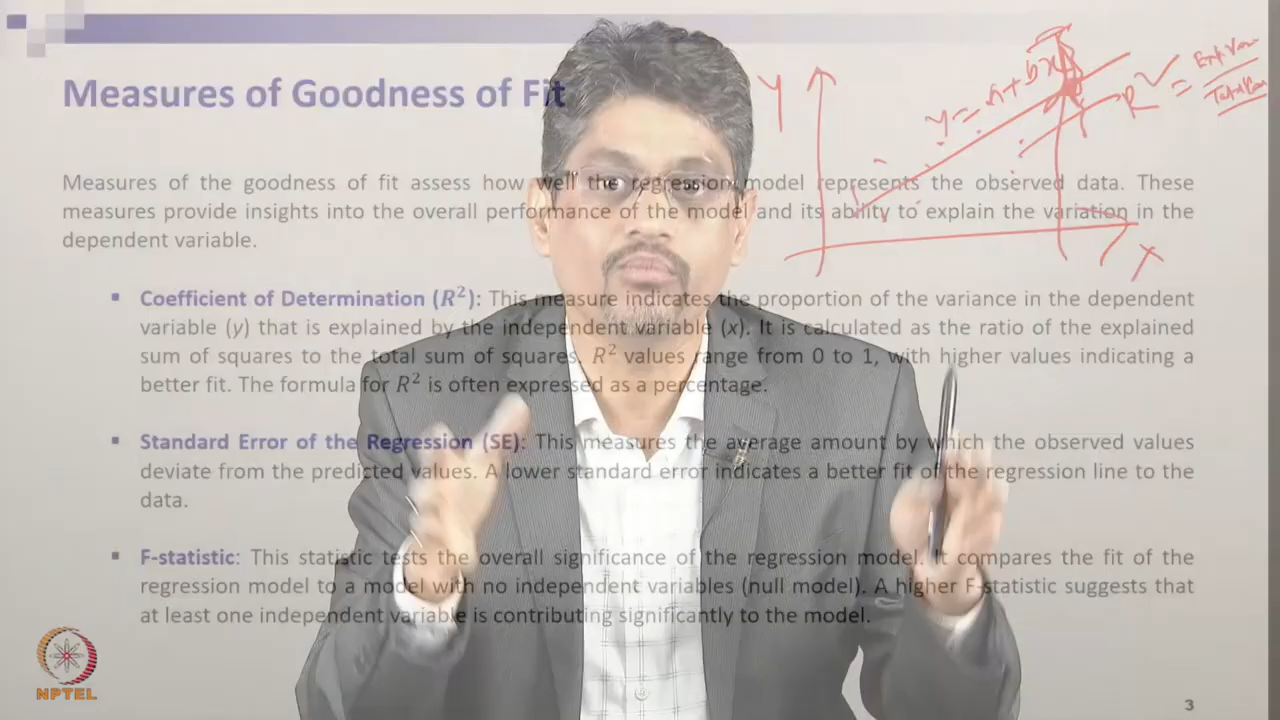 Measures of Goodness of Fit
Y
y = a + bx
R² = Exp Var
Total Var
X
Measures of the goodness of fit assess how well the regression model represents the observed data. These
measures provide insights into the overall performance of the model and its ability to explain the variation in the
dependent variable.
▪ Coefficient of Determination (R²): This measure indicates the proportion of the variance in the dependent
variable (y) that is explained by the independent variable (x). It is calculated as the ratio of the explained
sum of squares to the total sum of squares. R² values range from 0 to 1, with higher values indicating a
better fit. The formula for R² is often expressed as a percentage.
▪ Standard Error of the Regression (SE): This measures the average amount by which the observed values
deviate from the predicted values. A lower standard error indicates a better fit of the regression line to the
data.
▪ F-statistic: This statistic tests the overall significance of the regression model. It compares the fit of the
regression model to a model with no independent variables (null model). A higher F-statistic suggests that
at least one independent variable is contributing significantly to the model.
NPTEL
3